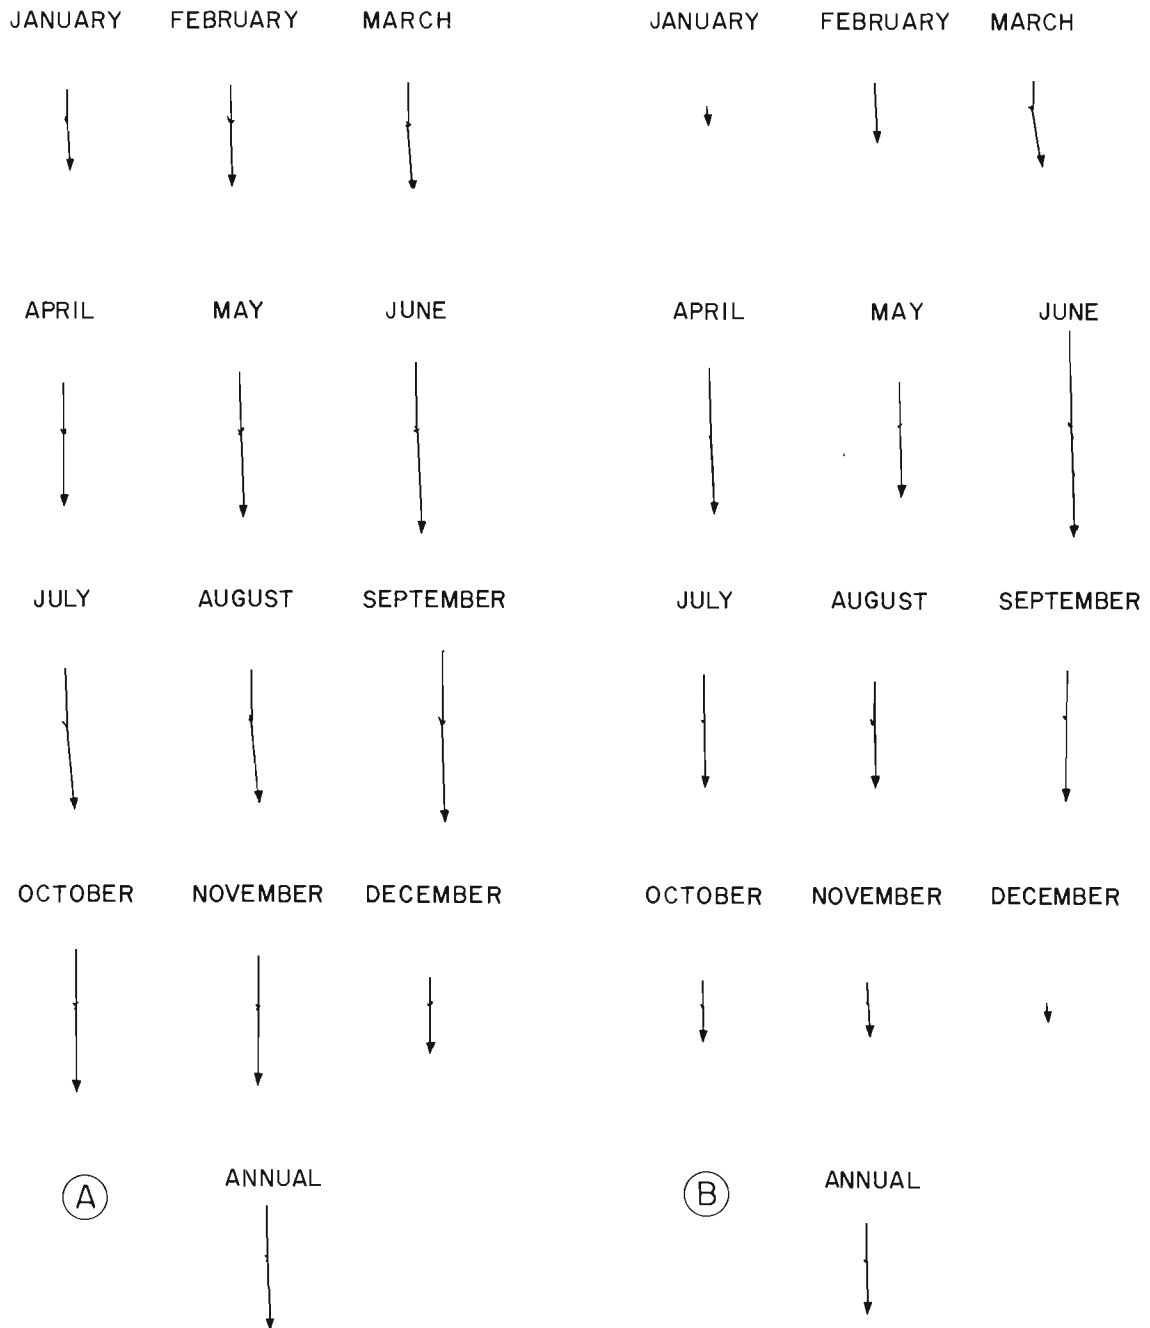 JANUARY FEBRUARY MARCH
APRIL MAY JUNE
JULY AUGUST SEPTEMBER
OCTOBER NOVEMBER DECEMBER
A ANNUAL
JANUARY FEBRUARY MARCH
APRIL MAY JUNE
JULY AUGUST SEPTEMBER
OCTOBER NOVEMBER DECEMBER
B ANNUAL